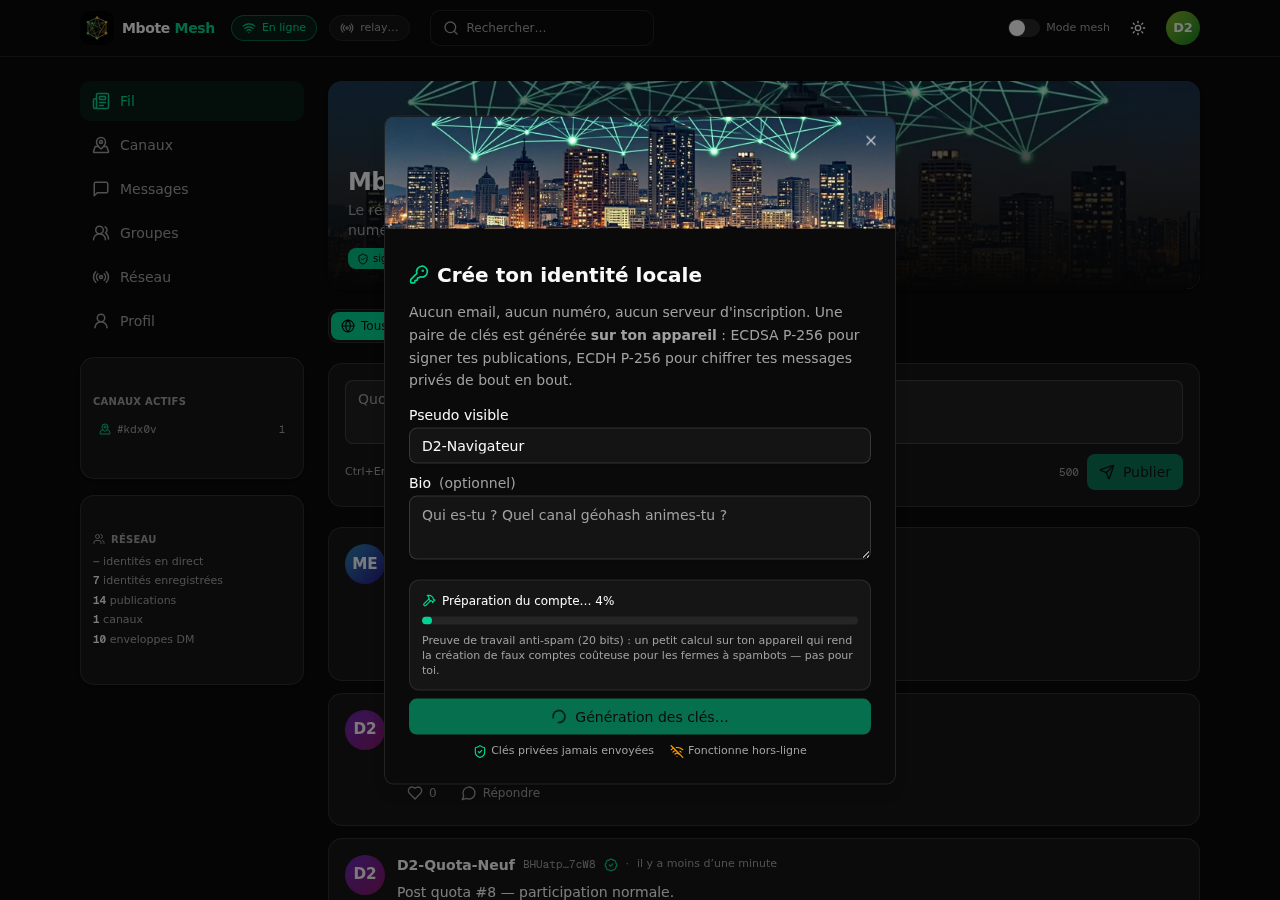 Mbote Mesh
En ligne
relay…
Rechercher…
Mode mesh
D2
Fil
Canaux
Messages
Groupes
Réseau
Profil
CANAUX ACTIFS
#kdx0v 1
RÉSEAU
— identités en direct
7 identités enregistrées
14 publications
1 canaux
10 enveloppes DM
Mb
Le ré
numé
sig
Tous
Quo
Ctrl+En
500
Publier
Crée ton identité locale
Aucun email, aucun numéro, aucun serveur d'inscription. Une
paire de clés est générée sur ton appareil : ECDSA P-256 pour
signer tes publications, ECDH P-256 pour chiffrer tes messages
privés de bout en bout.
Pseudo visible
D2-Navigateur
Bio (optionnel)
Qui es-tu ? Quel canal géohash animes-tu ?
Préparation du compte… 4%
Preuve de travail anti-spam (20 bits) : un petit calcul sur ton appareil qui rend
la création de faux comptes coûteuse pour les fermes à spambots — pas pour
toi.
Génération des clés…
Clés privées jamais envoyées
Fonctionne hors-ligne
ME
D2
0
Répondre
D2
D2-Quota-Neuf BHUatp…7cW8 · il y a moins d’une minute
Post quota #8 — participation normale.